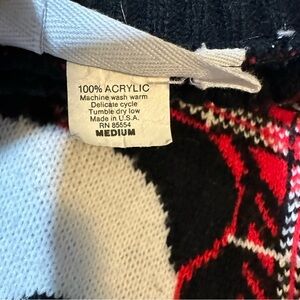 100% ACRYLIC
Machine wash warm
Delicate cycle
Tumble dry low
Made in U.S.A.
RN 85554
MEDIUM